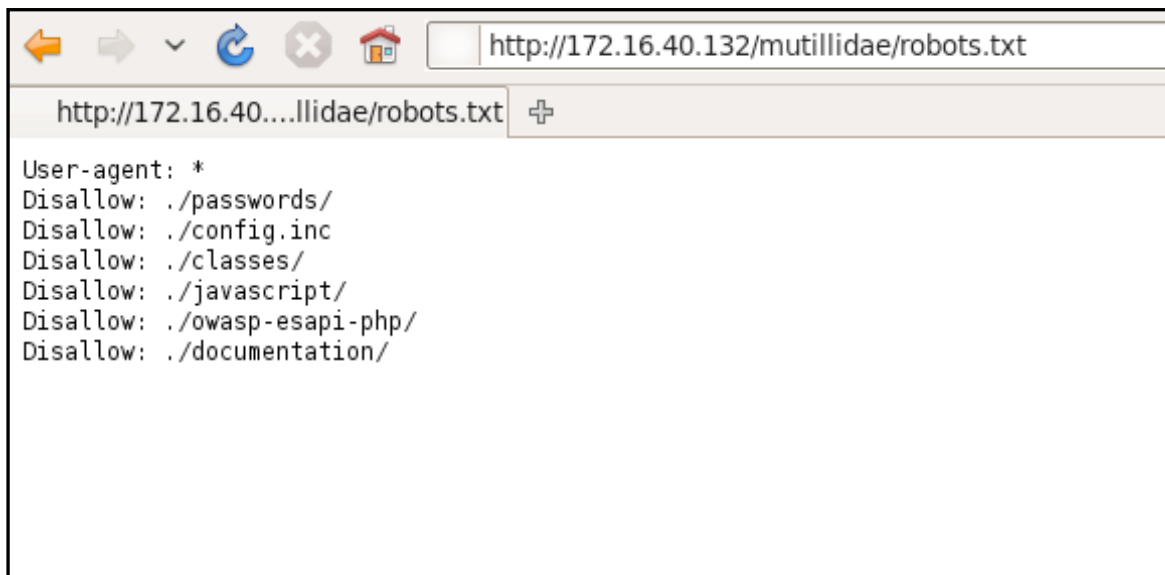 http://172.16.40.132/mutillidae/robots.txt
http://172.16.40....llidae/robots.txt
User-agent: *
Disallow: ./passwords/
Disallow: ./config.inc
Disallow: ./classes/
Disallow: ./javascript/
Disallow: ./owasp-esapi-php/
Disallow: ./documentation/